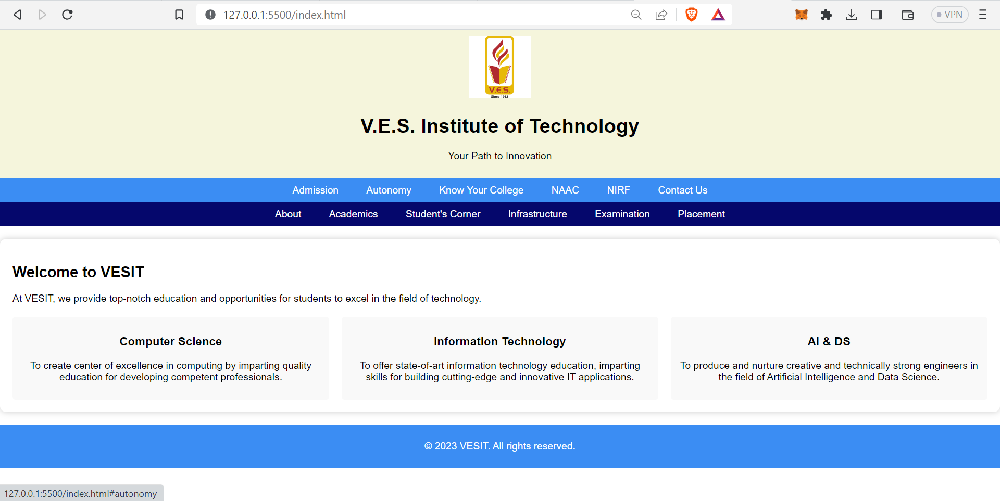 127.0.0.1:5500/index.html
VPN
V.E.S.
Since 1962
V.E.S. Institute of Technology
Your Path to Innovation
Admission Autonomy Know Your College NAAC NIRF Contact Us
About Academics Student's Corner Infrastructure Examination Placement
Welcome to VESIT
At VESIT, we provide top-notch education and opportunities for students to excel in the field of technology.
Computer Science
To create center of excellence in computing by imparting quality
education for developing competent professionals.
Information Technology
To offer state-of-art information technology education, imparting
skills for building cutting-edge and innovative IT applications.
AI & DS
To produce and nurture creative and technically strong engineers in
the field of Artificial Intelligence and Data Science.
© 2023 VESIT. All rights reserved.
127.0.0.1:5500/index.html#autonomy